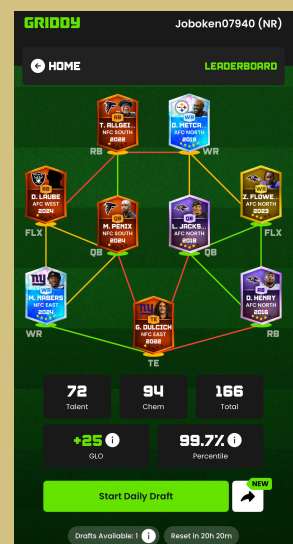 GRIDDY
Joboken07940 (NR)
HOME
LEADERBOARD
RB
T. ALLGEI...
NFC SOUTH
2022
RB
WR
D. METCA...
AFC NORTH
2019
WR
RB
D. LAUBE
AFC WEST
2024
FLX
QB
M. PENIX
NFC SOUTH
2024
QB
QB
L. JACKS...
AFC NORTH
2018
QB
WR
Z. FLOWE...
AFC NORTH
2023
FLX
WR
M. NABERS
NFC EAST
2024
WR
TE
G. DULCICH
NFC EAST
2022
TE
RB
D. HENRY
AFC NORTH
2016
RB
72
Talent
94
Chem
166
Total
+25
GLO
99.7%
Percentile
Start Daily Draft
NEW
Drafts Available: 1
Reset in 20h 20m